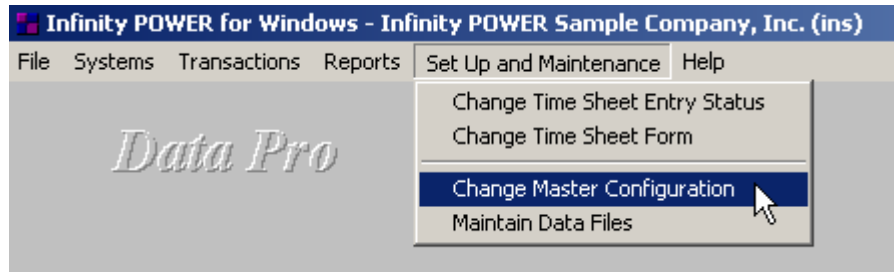 Infinity POWER for Windows - Infinity POWER Sample Company, Inc. (ins)
File Systems Transactions Reports Set Up and Maintenance Help
Change Time Sheet Entry Status
Change Time Sheet Form
Data Pro
Change Master Configuration
Maintain Data Files